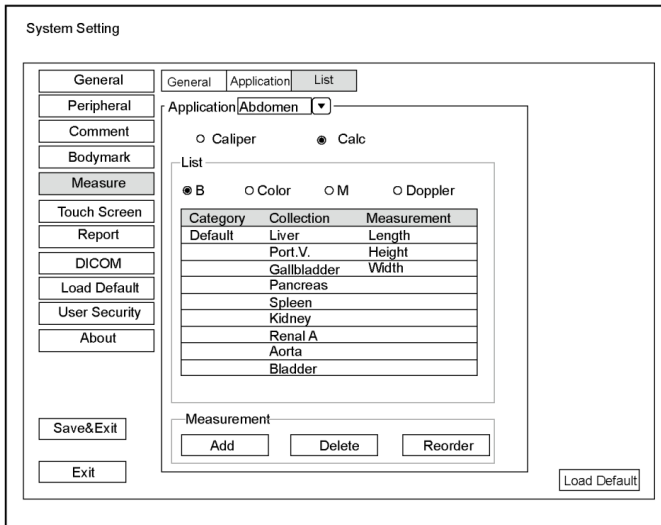 System Setting
General
Peripheral
Comment
Bodymark
Measure
Touch Screen
Report
DICOM
Load Default
User Security
About
Save&Exit
Exit
General Application List
Application Abdomen
Caliper Calc
List
B Color M Doppler
Category Collection Measurement
Default Liver Length
Port.V. Height
Gallbladder Width
Pancreas
Spleen
Kidney
Renal A
Aorta
Bladder
Measurement
Add Delete Reorder
Load Default